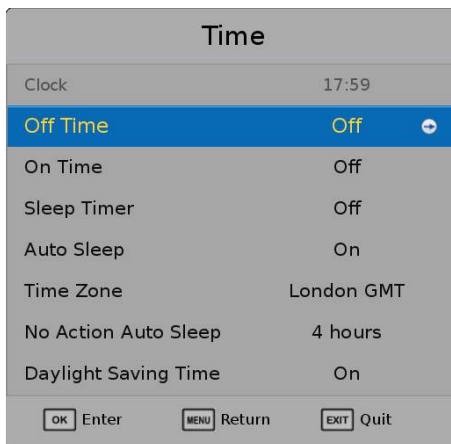 Time
Clock 17:59
Off Time Off
On Time Off
Sleep Timer Off
Auto Sleep On
Time Zone London GMT
No Action Auto Sleep 4 hours
Daylight Saving Time On
OK Enter MENU Return EXIT Quit